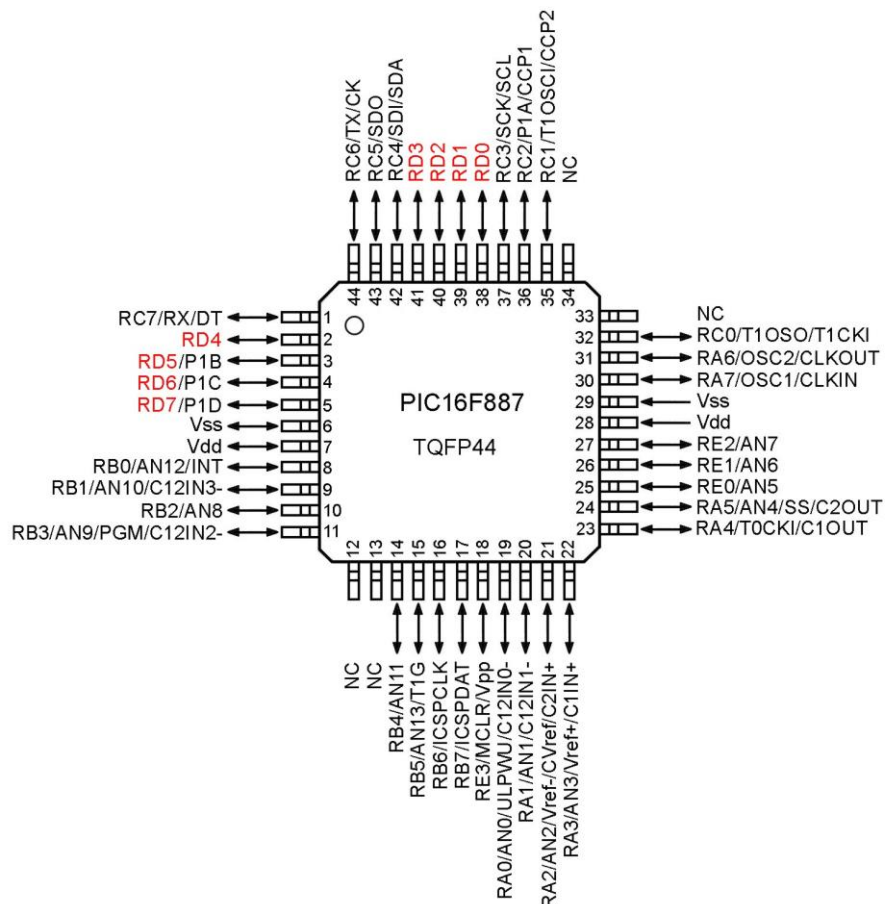 RC6/TX/CK
RC5/SDO
RC4/SDI/SDA
RD3
RD2
RD1
RD0
RC3/SCK/SCL
RC2/P1A/CCP1
RC1/T1OSCI/CCP2
NC
44
43
42
41
40
39
38
37
36
35
34
RC7/RX/DT 1
RD4 2
RD5/P1B 3
RD6/P1C 4
RD7/P1D 5
Vss 6
Vdd 7
RB0/AN12/INT 8
RB1/AN10/C12IN3- 9
RB2/AN8 10
RB3/AN9/PGM/C12IN2- 11
PIC16F887
TQFP44
33 NC
32 RC0/T1OSO/T1CKI
31 RA6/OSC2/CLKOUT
30 RA7/OSC1/CLKIN
29 Vss
28 Vdd
27 RE2/AN7
26 RE1/AN6
25 RE0/AN5
24 RA5/AN4/SS/C2OUT
23 RA4/T0CKI/C1OUT
12
13
14
15
16
17
18
19
20
21
22
NC
NC
RB4/AN11
RB5/AN13/T1G
RB6/ICSPCLK
RB7/ICSPDAT
RE3/MCLR/Vpp
RA0/AN0/ULPWU/C12IN0-
RA1/AN1/C12IN1-
RA2/AN2/Vref-/CVref/C2IN+
RA3/AN3/Vref+/C1IN+